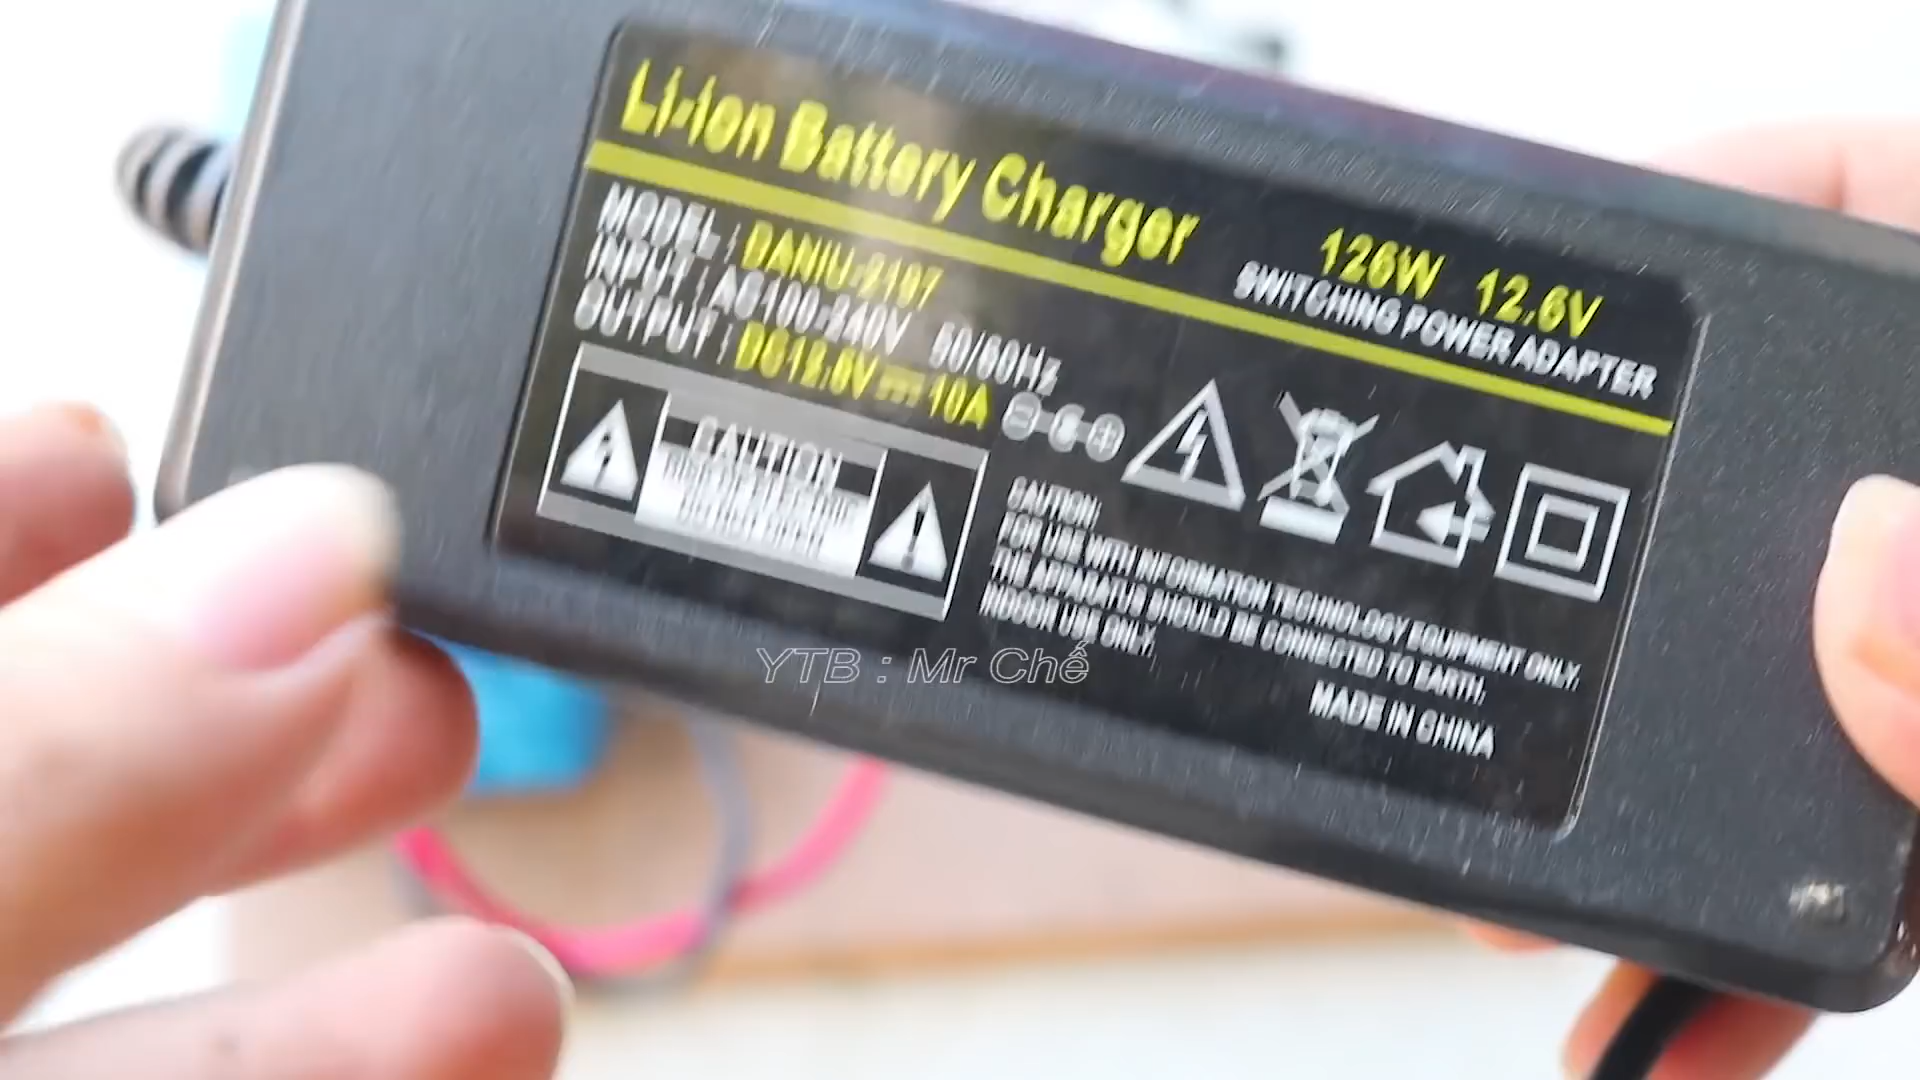 Li-ion Battery Charger
126W 12.6V
SWITCHING POWER ADAPTER
MODEL : DANIU-2107
INPUT : AC100-240V 50/60Hz
OUTPUT : DC12.6V 10A
CAUTION
CAUTION:
FOR USE WITH INFORMATION TECHNOLOGY EQUIPMENT ONLY.
THE APPARATUS SHOULD BE CONNECTED TO EARTH.
INDOOR USE ONLY.
MADE IN CHINA
YTB : Mr Chế